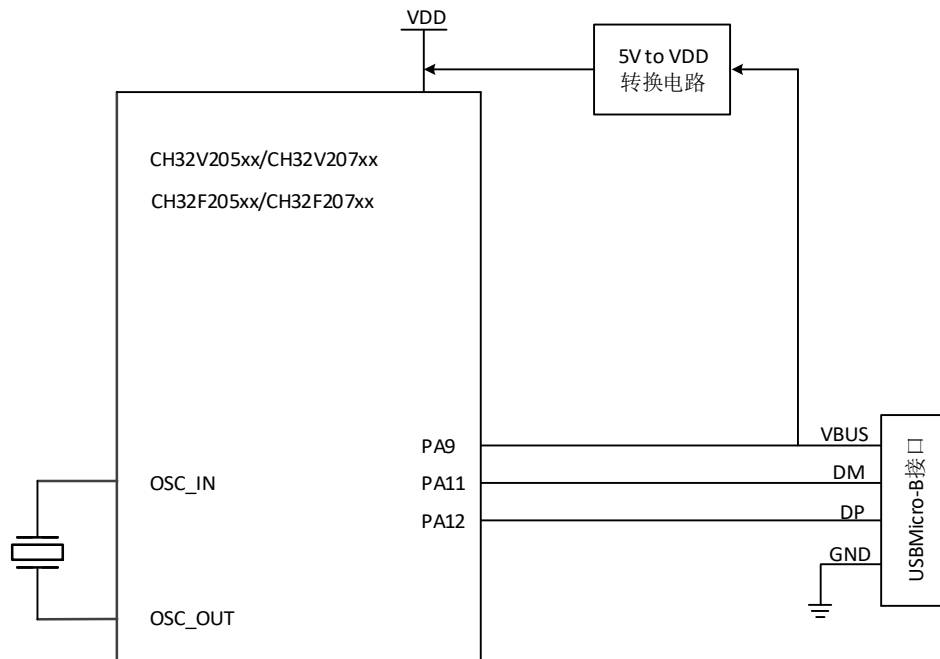 VDD
5V to VDD
转换电路
CH32V205xx/CH32V207xx
CH32F205xx/CH32F207xx
PA9
VBUS
OSC_IN
PA11
DM
PA12
DP
GND
USBMicro-B接口
OSC_OUT